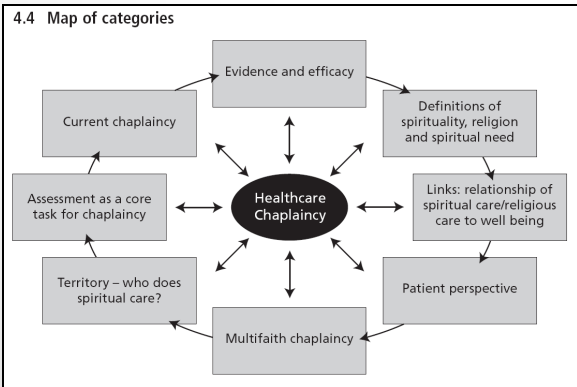 4.4 Map of categories
Evidence and efficacy
Definitions of
spirituality, religion
and spiritual need
Links: relationship of
spiritual care/religious
care to well being
Patient perspective
Multifaith chaplaincy
Territory – who does
spiritual care?
Assessment as a core
task for chaplaincy
Current chaplaincy
Healthcare
Chaplaincy